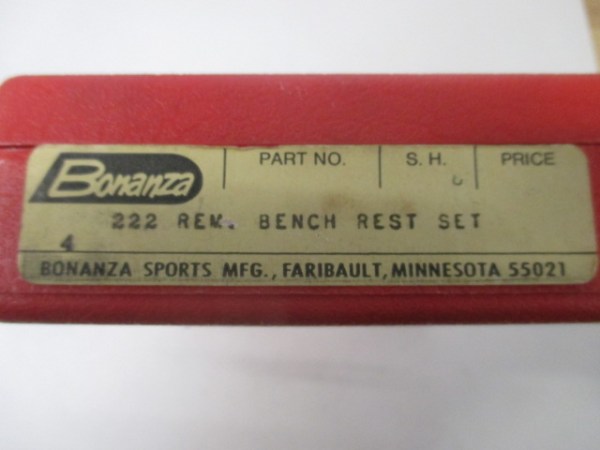 Bonanza PART NO. S. H. PRICE
222 REM. BENCH REST SET
4
BONANZA SPORTS MFG., FARIBAULT, MINNESOTA 55021